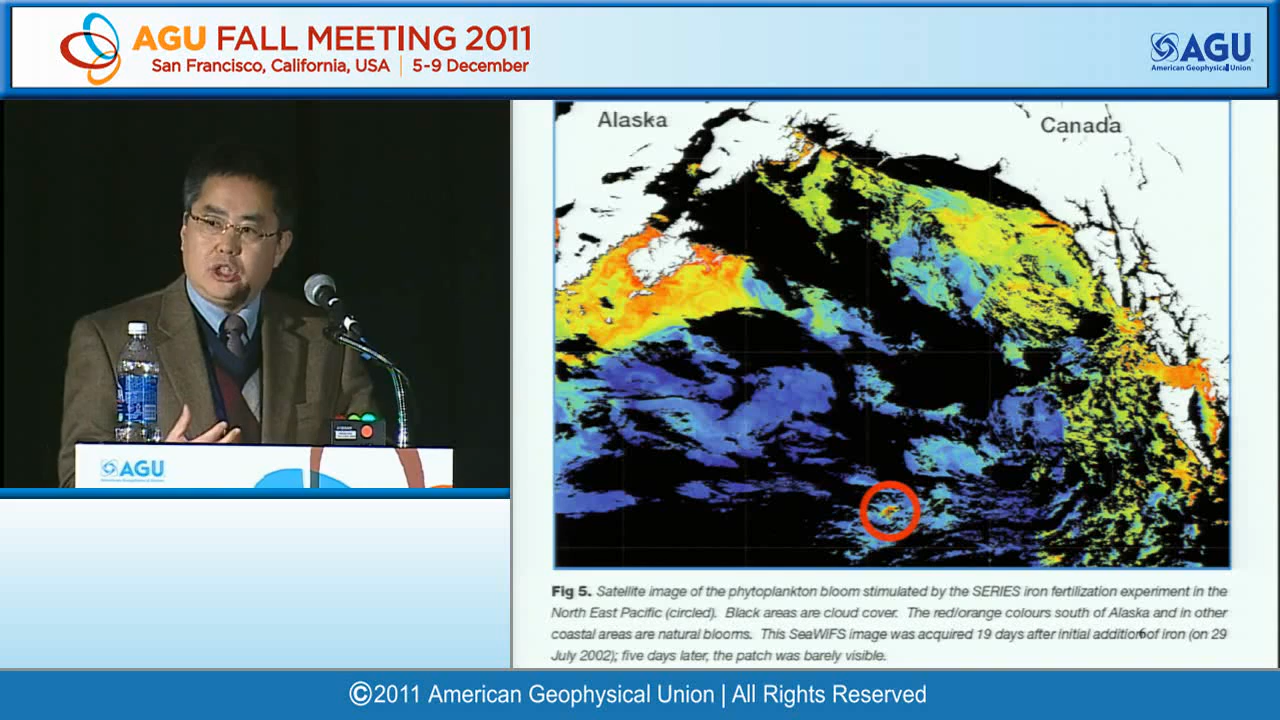 AGU FALL MEETING 2011
San Francisco, California, USA | 5-9 December
AGU
American Geophysical Union
Alaska
Canada
AGU
Fig 5. Satellite image of the phytoplankton bloom stimulated by the SERIES iron fertilization experiment in the
North East Pacific (circled). Black areas are cloud cover. The red/orange colours south of Alaska and in other
coastal areas are natural blooms. This SeaWIFS image was acquired 19 days after initial addition of iron (on 29
July 2002); five days later, the patch was barely visible.
6
©2011 American Geophysical Union | All Rights Reserved